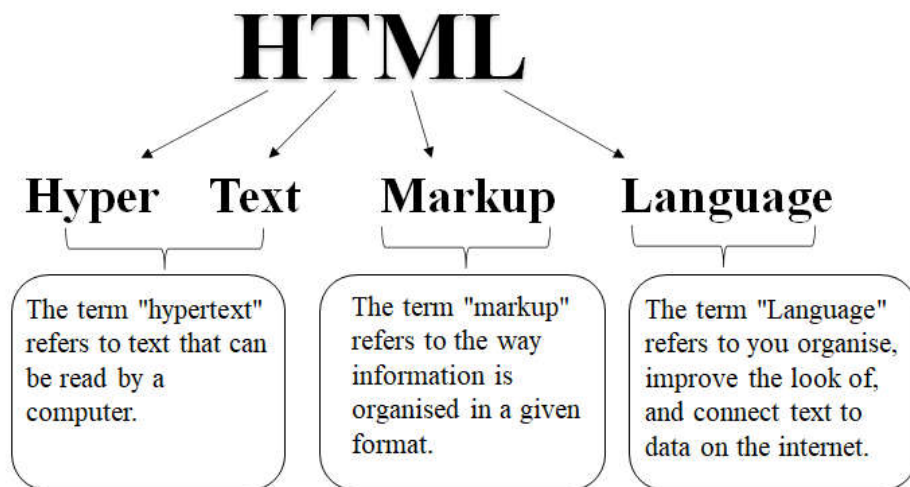 HTML
Hyper Text Markup Language
The term "hypertext"
refers to text that can
be read by a
computer.
The term "markup"
refers to the way
information is
organised in a given
format.
The term "Language"
refers to you organise,
improve the look of,
and connect text to
data on the internet.